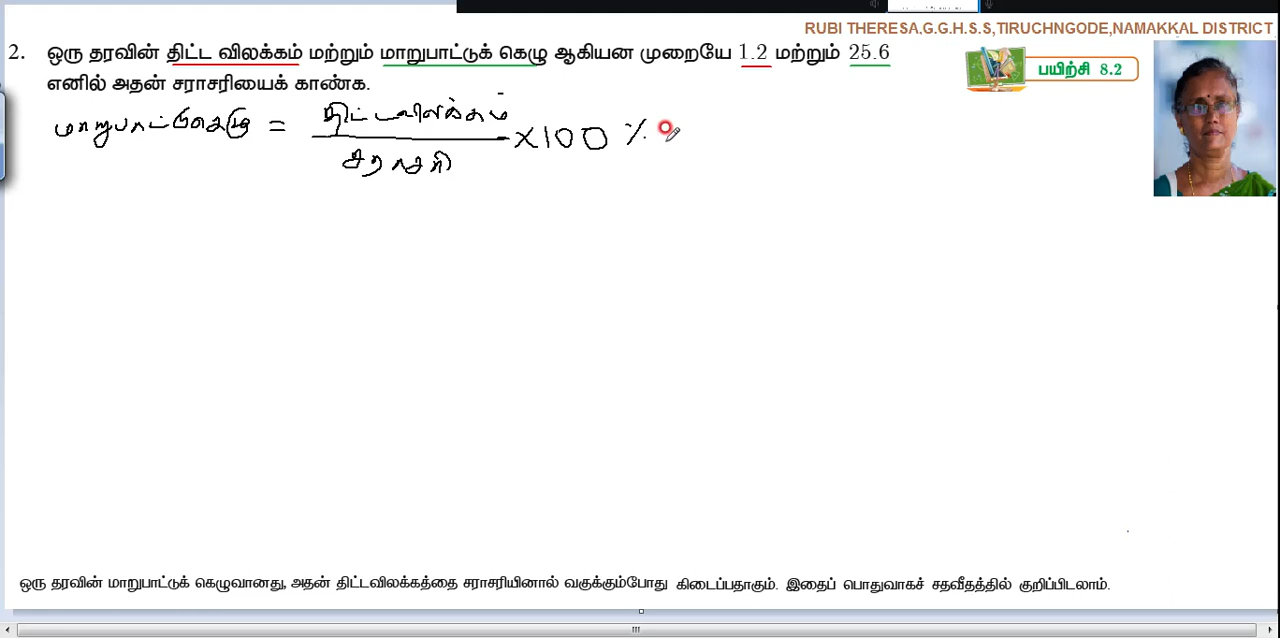 RUBI THERESA,G.G.H.S.S,TIRUCHNGODE,NAMAKKAL DISTRICT
2. ஒரு தரவின் திட்ட விலக்கம் மற்றும் மாறுபாட்டுக் கெழு ஆகியன முறையே 1.2 மற்றும் 25.6
எனில் அதன் சராசரியைக் காண்க.
பயிற்சி 8.2
மாறுபாட்டுகெழு = திட்டவிலக்கம் × 100 %
சராசரி
ஒரு தரவின் மாறுபாட்டுக் கெழுவானது, அதன் திட்டவிலக்கத்தை சராசரியினால் வகுக்கும்போது கிடைப்பதாகும். இதைப் பொதுவாகச் சதவீதத்தில் குறிப்பிடலாம்.